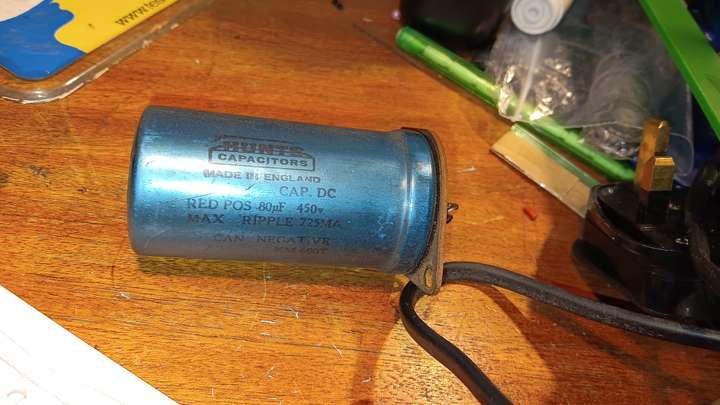 HUNTS
CAPACITORS
MADE IN ENGLAND
CAP. DC
RED POS 80µF 450v
MAX RIPPLE 725MA
CAN NEGATIVE